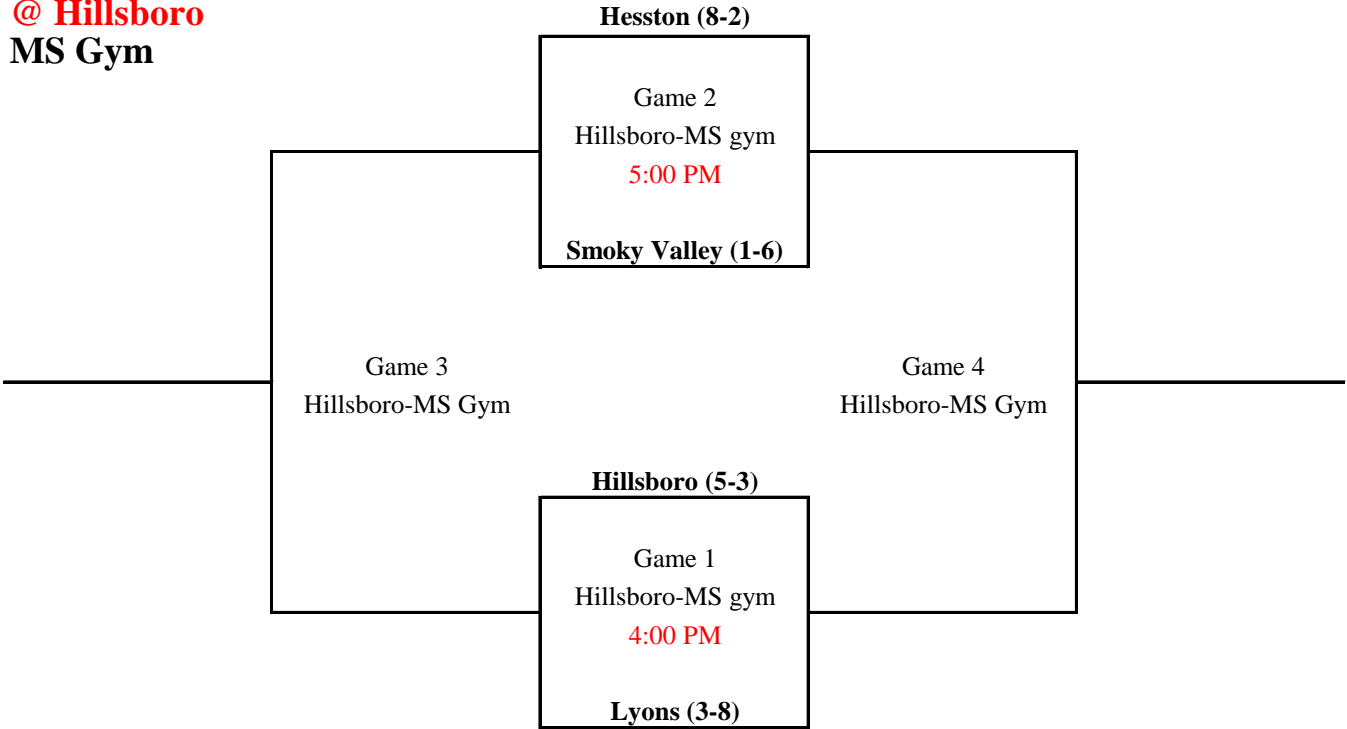 @ Hillsboro
MS Gym
Hesston (8-2)
Game 2
Hillsboro-MS gym
5:00 PM
Smoky Valley (1-6)
Game 3
Hillsboro-MS Gym
Game 4
Hillsboro-MS Gym
Hillsboro (5-3)
Game 1
Hillsboro-MS gym
4:00 PM
Lyons (3-8)